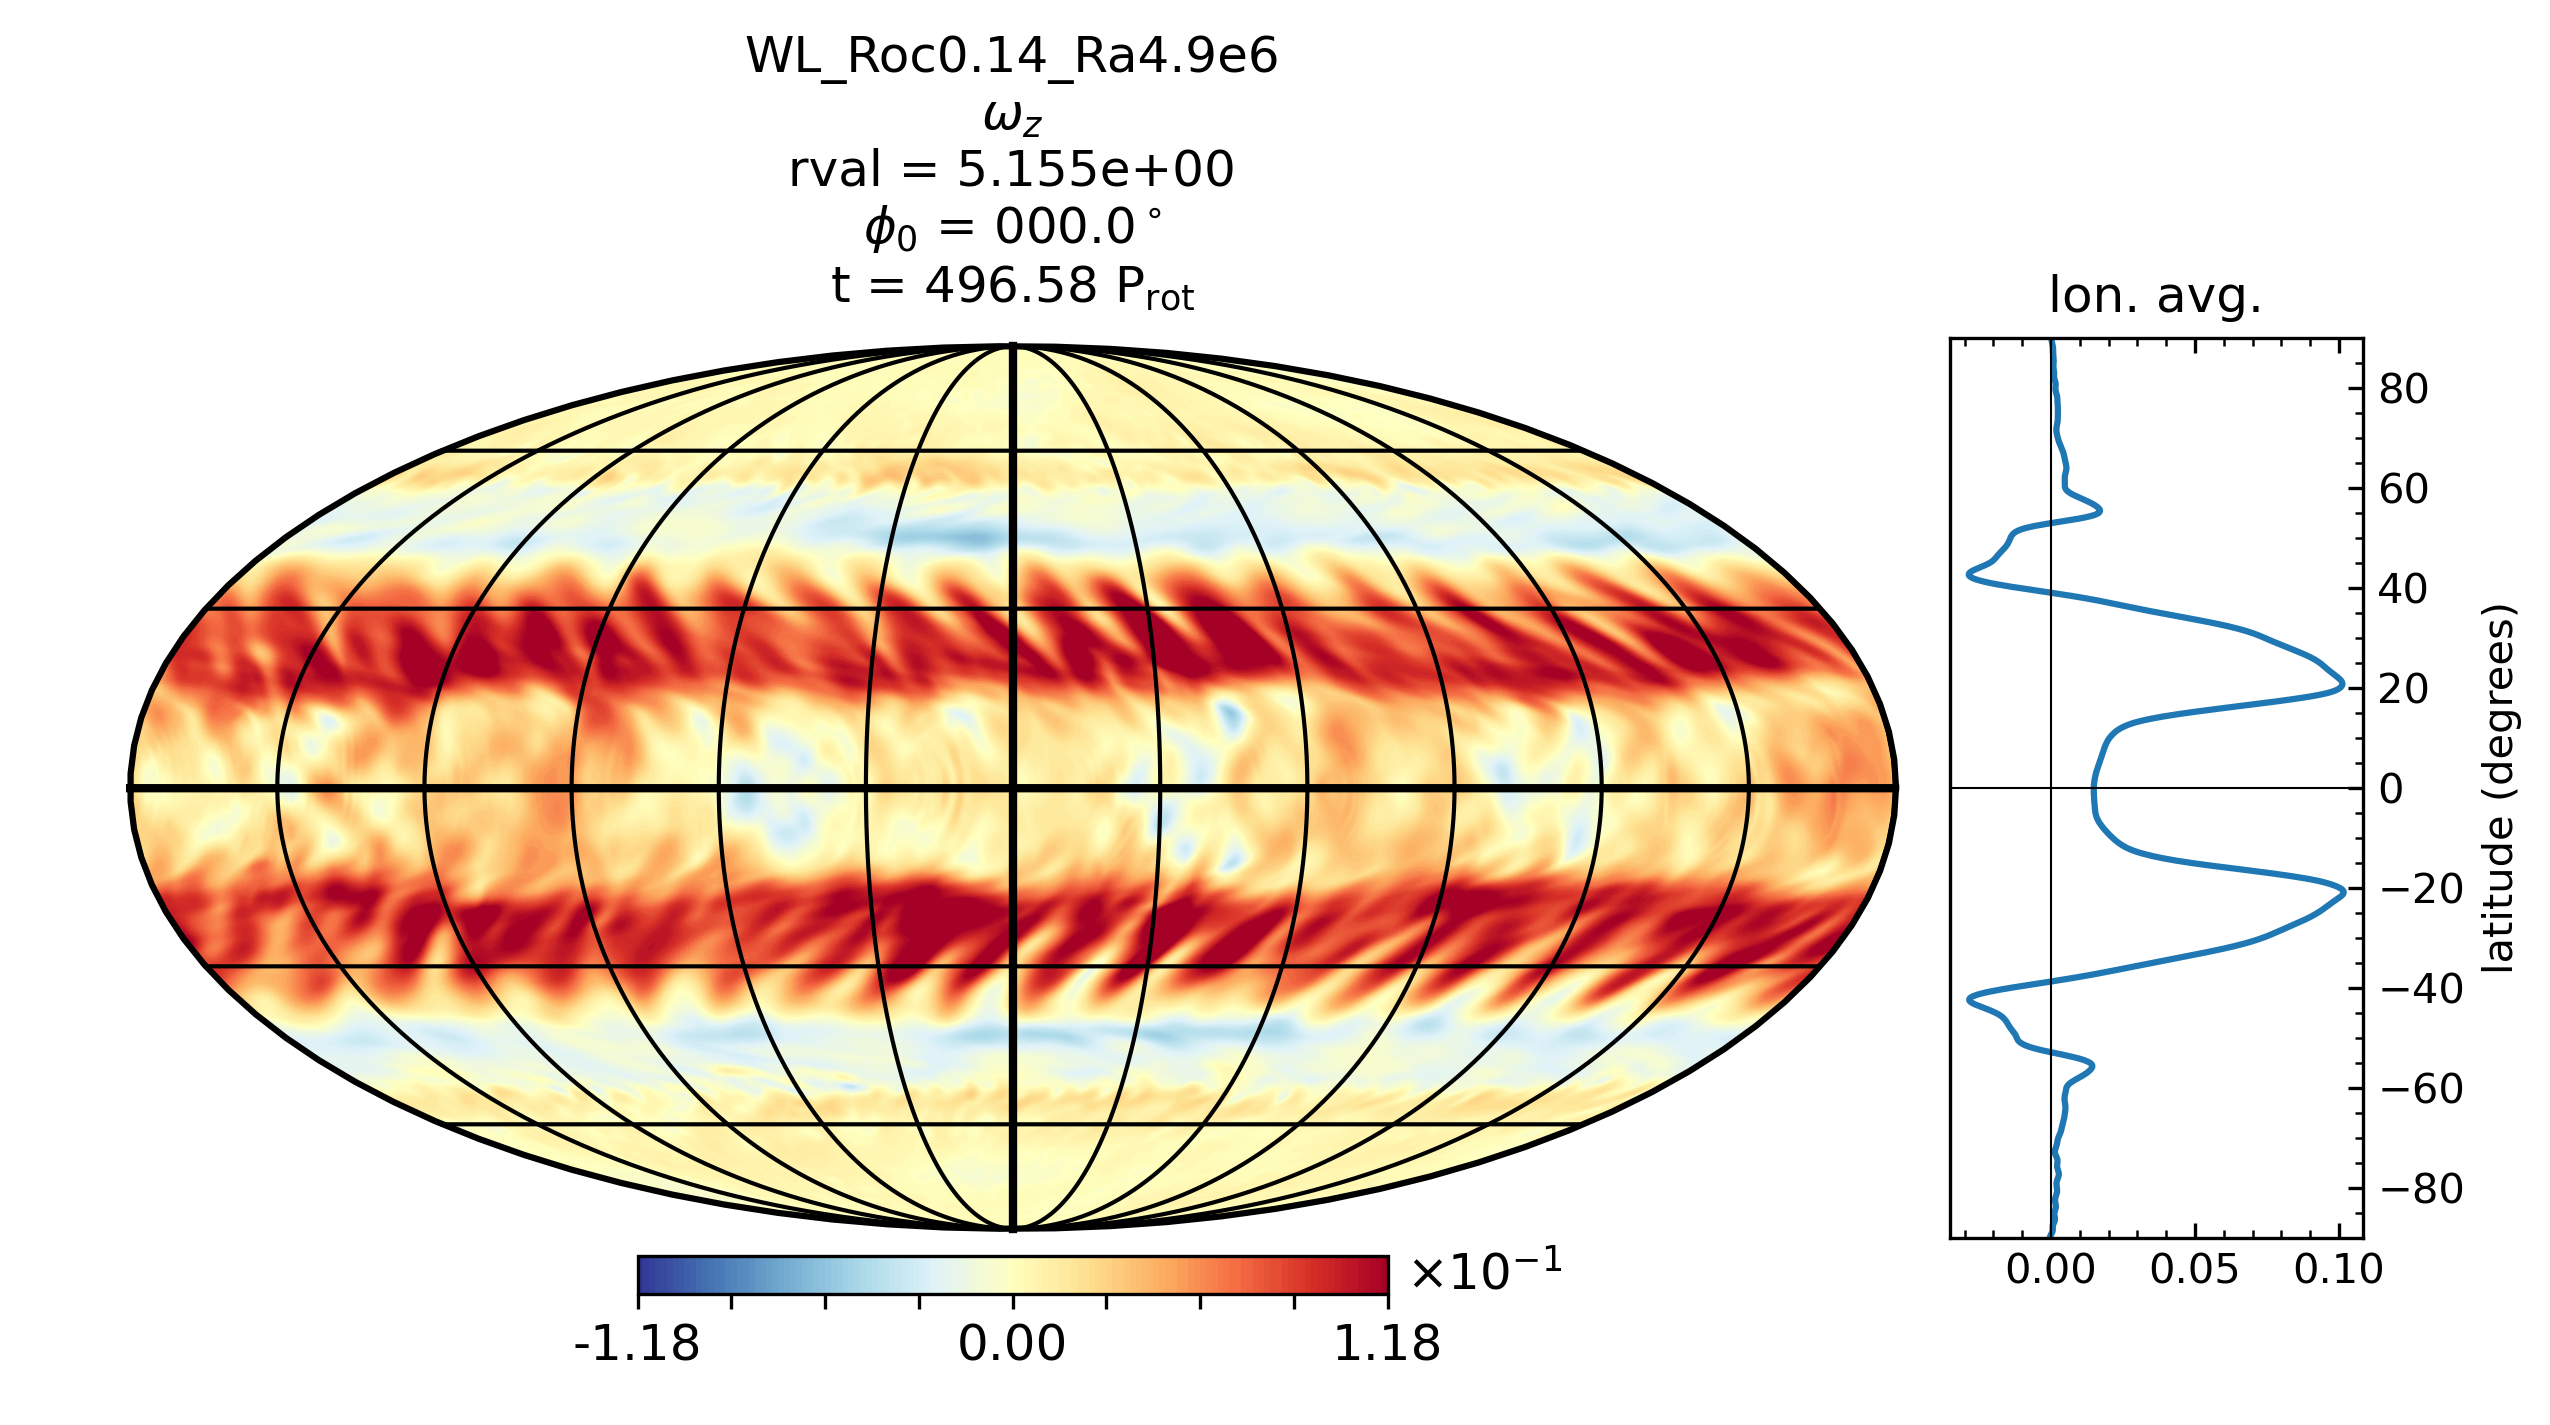 WL_Roc0.14_Ra4.9e6
ω_z
rval = 5.155e+00
ϕ₀ = 000.0°
t = 496.58 P_rot
lon. avg.
80
60
40
20
0
−20
−40
−60
−80
latitude (degrees)
0.00 0.05 0.10
×10⁻¹
-1.18 0.00 1.18